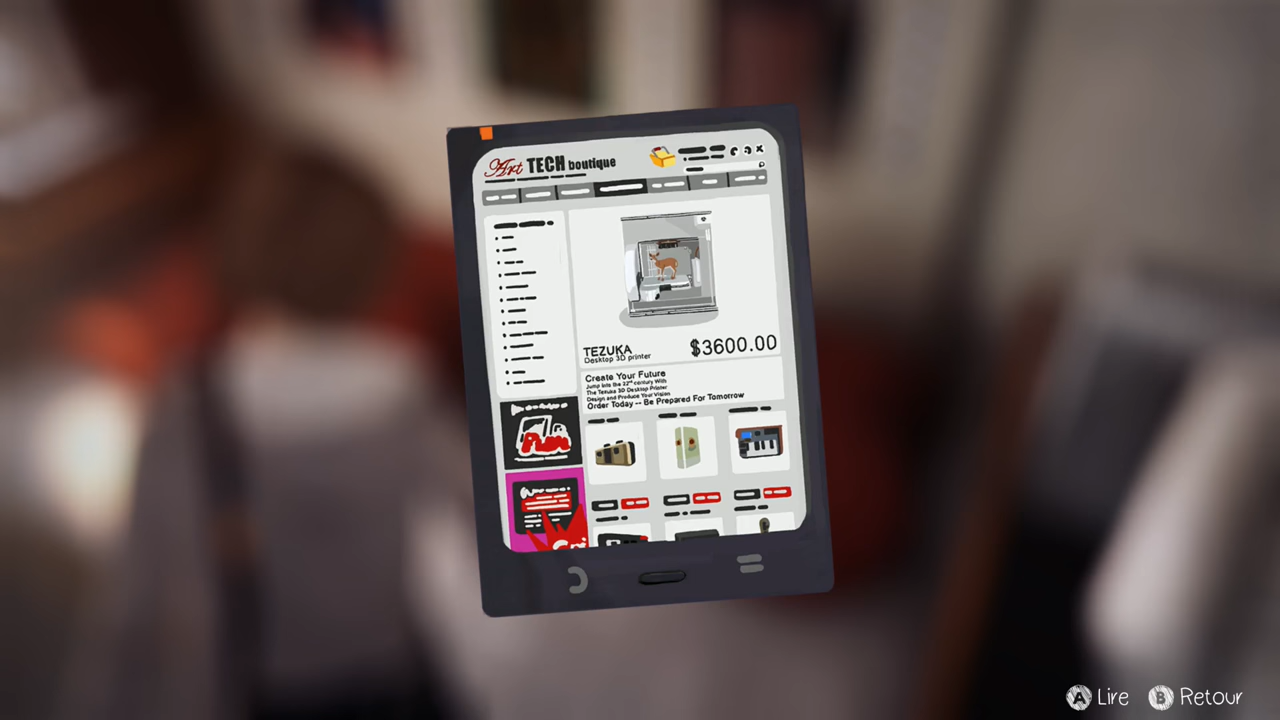 Art TECH boutique
TEZUKA
Desktop 3D printer
$3600.00
Create Your Future
Jump into the 22nd century With
The Tezuka 3D Desktop Printer
Design and Produce Your Vision
Order Today -- Be Prepared For Tomorrow
A Lire
B Retour